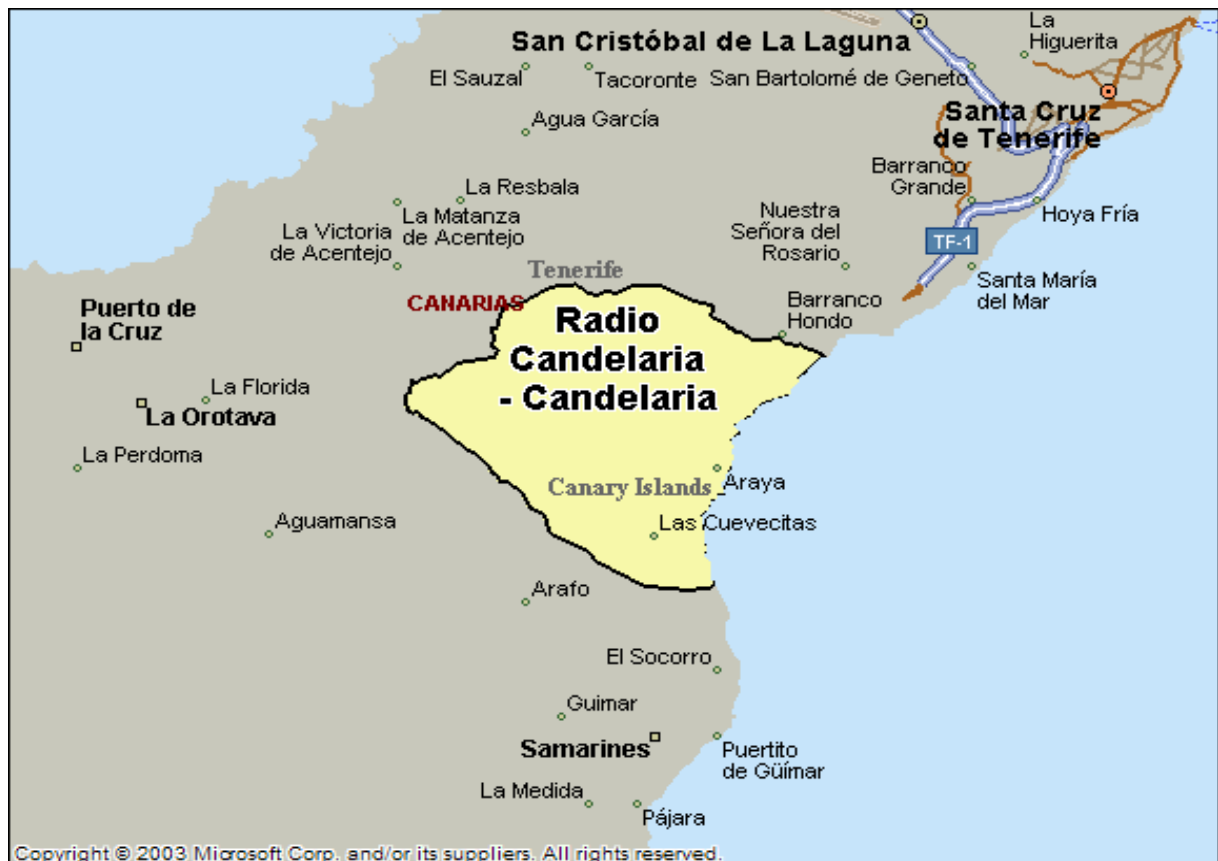 La
Higuerita
San Cristóbal de La Laguna
El Sauzal
Tacoronte
San Bartolomé de Geneto
Santa Cruz
de Tenerife
Agua García
Barranco
Grande
La Resbala
La Matanza
de Acentejo
La Victoria
de Acentejo
Nuestra
Señora del
Rosario
Hoya Fría
TF-1
Tenerife
Santa María
del Mar
CANARIAS
Puerto de
la Cruz
Barranco
Hondo
Radio
Candelaria
- Candelaria
La Florida
La Orotava
La Perdoma
Canary Islands
Araya
Aguamansa
Las Cuevecitas
Arafo
El Socorro
Guimar
Samarines
Puertito
de Güímar
La Medida
Pájara
Copyright © 2003 Microsoft Corp. and/or its suppliers. All rights reserved.